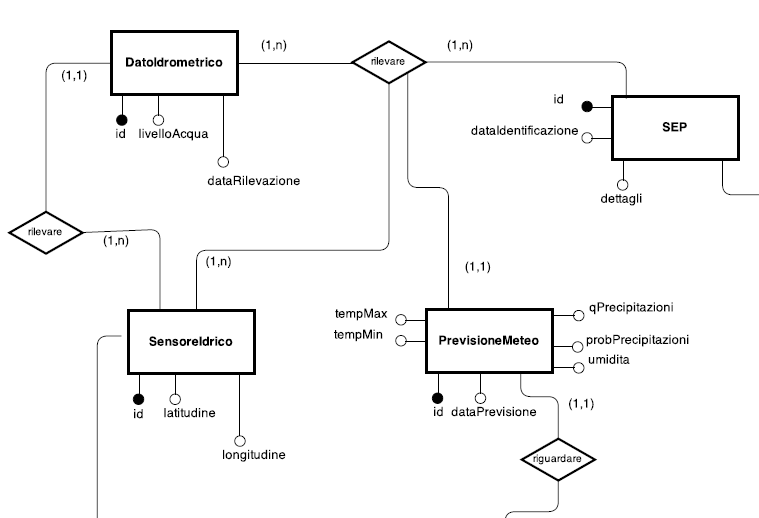 (1,n)
(1,n)
DatoIdrometrico
rilevare
(1,1)
id
SEP
dataIdentificazione
id
livelloAcqua
dataRilevazione
dettagli
rilevare
(1,n)
(1,n)
(1,1)
tempMax
qPrecipitazioni
tempMin
SensoreIdrico
PrevisioneMeteo
probPrecipitazioni
umidita
id
latitudine
id
dataPrevisione
(1,1)
longitudine
riguardare